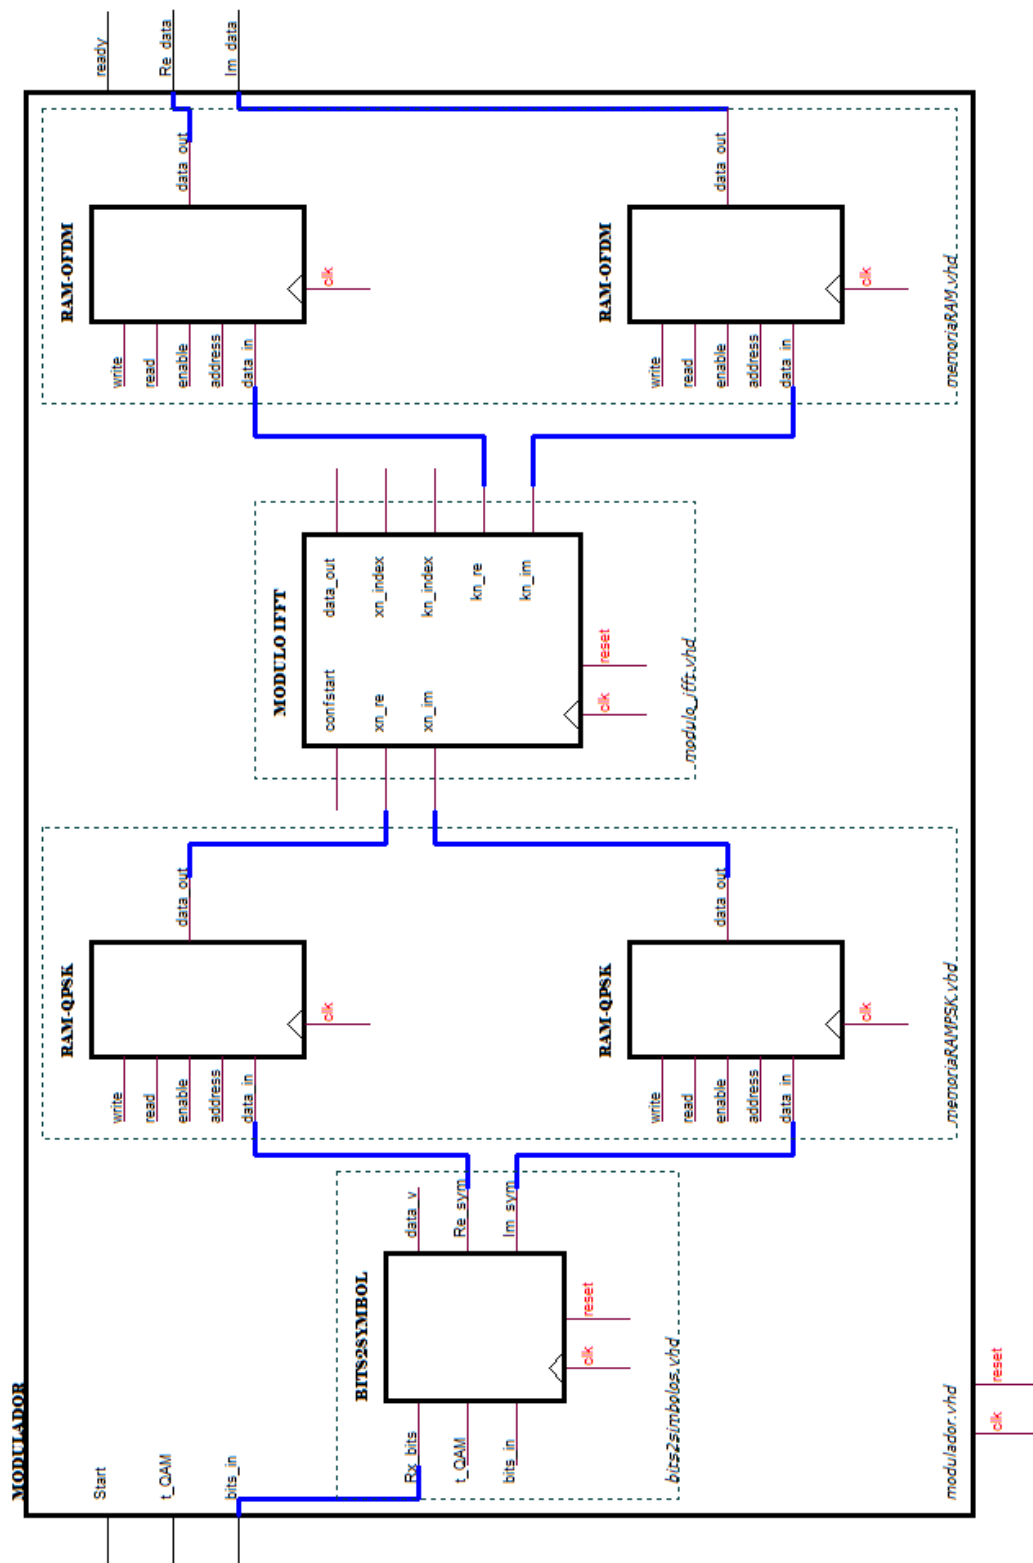 MODULADOR
Start
t_QAM
bits_in
BITS2SYMBOL
Rx_bits
t_QAM
bits_in
data_v
Re_sym
Im_sym
clk
reset
bits2simbolos.vhd
RAM-QPSK
write
read
enable
address
data_in
data_out
clk
RAM-QPSK
write
read
enable
address
data_in
data_out
clk
memoriaRAMPSK.vhd
MODULO IFFT
confstart
xn_re
xn_im
data_out
xn_index
kn_index
kn_re
kn_im
clk
reset
modulo_ifft.vhd
RAM-OFDM
write
read
enable
address
data_in
data_out
clk
RAM-OFDM
write
read
enable
address
data_in
data_out
clk
memoriaRAM.vhd
ready
Re_data
Im_data
modulador.vhd
clk
reset